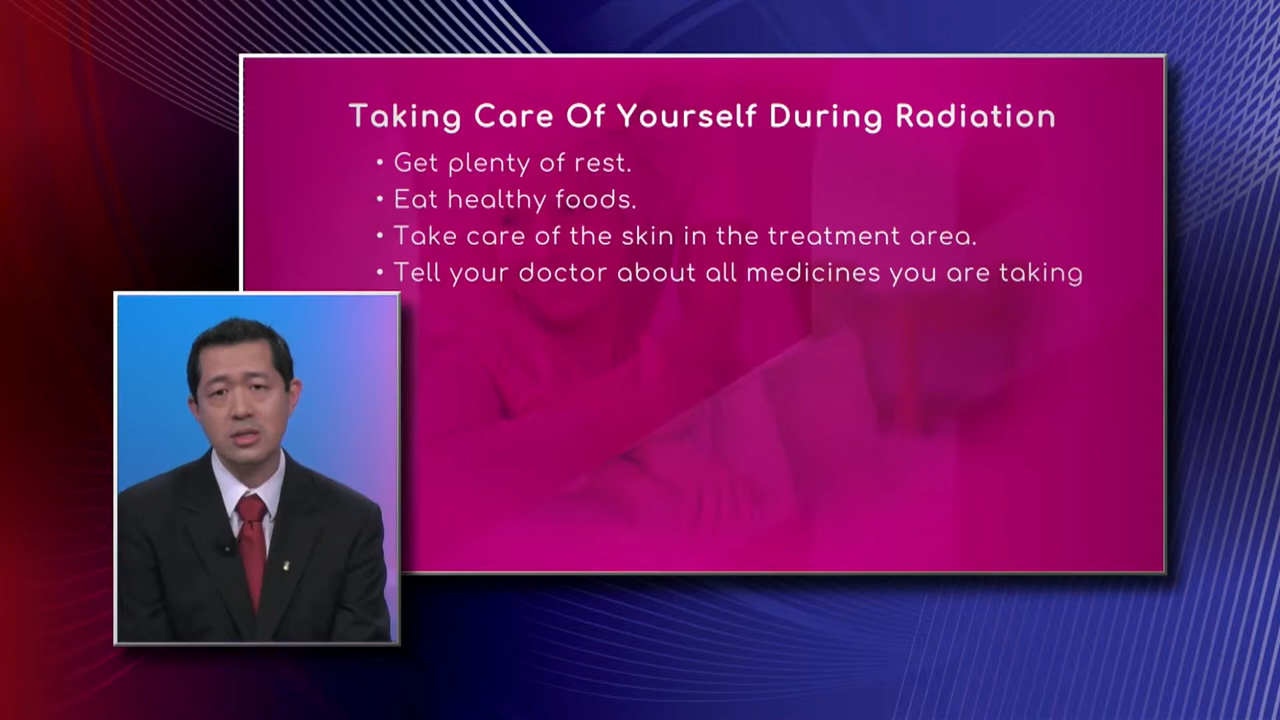 Taking Care Of Yourself During Radiation
• Get plenty of rest.
• Eat healthy foods.
• Take care of the skin in the treatment area.
• Tell your doctor about all medicines you are taking